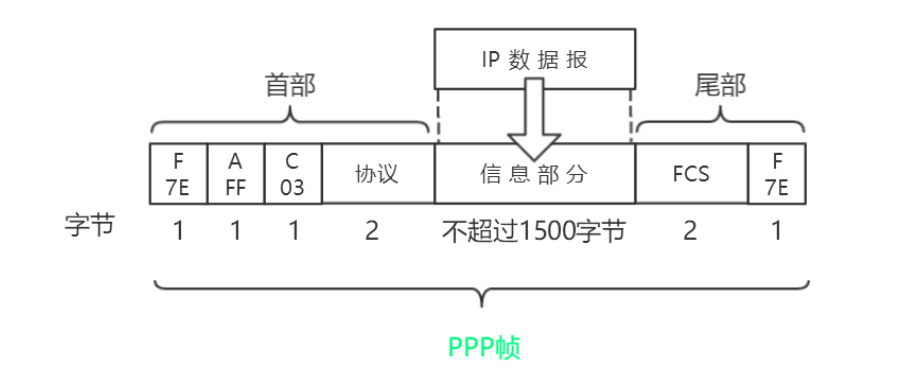 IP 数 据 报
首部
尾部
F A C F
7E FF 03 协议 信 息 部 分 FCS 7E
字节 1 1 1 2 不超过1500字节 2 1
PPP帧